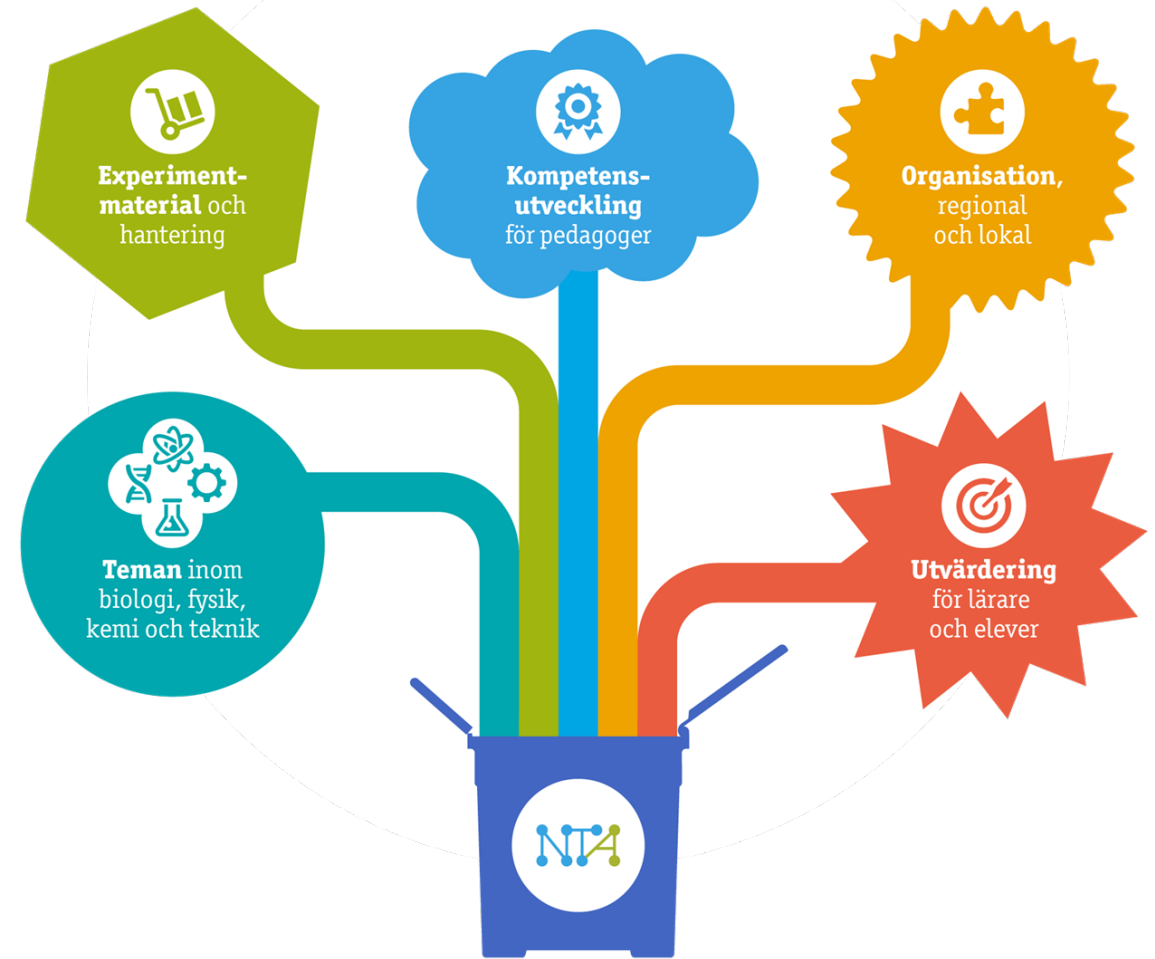 Experiment-
material och
hantering
Kompetens-
utveckling
för pedagoger
Organisation,
regional
och lokal
Teman inom
biologi, fysik,
kemi och teknik
Utvärdering
för lärare
och elever
NTA